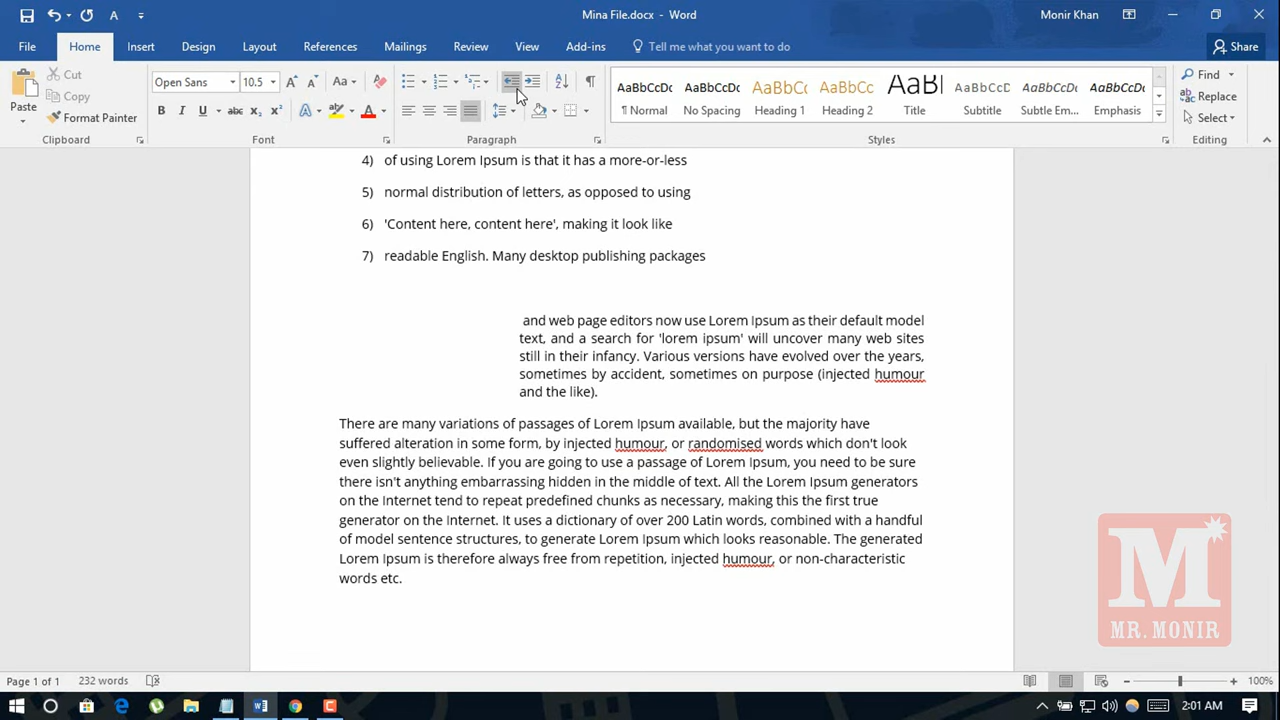 Mina File.docx - Word
Monir Khan
File Home Insert Design Layout References Mailings Review View Add-ins Tell me what you want to do Share
Paste
Cut
Copy
Format Painter
Clipboard
Open Sans 10.5
Aa
B I U abc X₂ X²
Font
Paragraph
AaBbCcDc AaBbCcDc AaBbCc AaBbCc AaBl AaBbCcDc AaBbCcDc AaBbCcDc
¶ Normal No Spacing Heading 1 Heading 2 Title Subtitle Subtle Em... Emphasis
Styles
Find
Replace
Select
Editing
4) of using Lorem Ipsum is that it has a more-or-less
5) normal distribution of letters, as opposed to using
6) 'Content here, content here', making it look like
7) readable English. Many desktop publishing packages
and web page editors now use Lorem Ipsum as their default model
text, and a search for 'lorem ipsum' will uncover many web sites
still in their infancy. Various versions have evolved over the years,
sometimes by accident, sometimes on purpose (injected humour
and the like).
There are many variations of passages of Lorem Ipsum available, but the majority have
suffered alteration in some form, by injected humour, or randomised words which don't look
even slightly believable. If you are going to use a passage of Lorem Ipsum, you need to be sure
there isn't anything embarrassing hidden in the middle of text. All the Lorem Ipsum generators
on the Internet tend to repeat predefined chunks as necessary, making this the first true
generator on the Internet. It uses a dictionary of over 200 Latin words, combined with a handful
of model sentence structures, to generate Lorem Ipsum which looks reasonable. The generated
Lorem Ipsum is therefore always free from repetition, injected humour, or non-characteristic
words etc.
M
MR. MONIR
Page 1 of 1 232 words 100%
2:01 AM